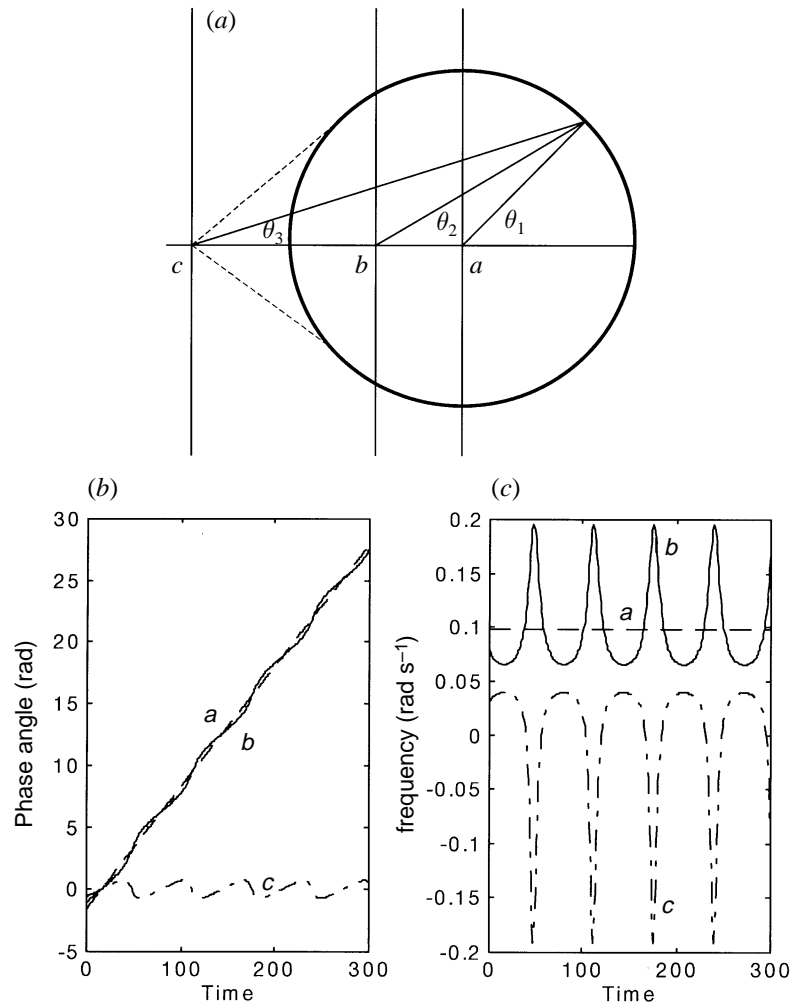 (a)
θ3
θ2
θ1
c
b
a
(b)
(c)
30
25
20
15
10
5
0
-5
Phase angle (rad)
a
b
c
0
100
200
300
Time
0.2
0.15
0.1
0.05
0
-0.05
-0.1
-0.15
-0.2
frequency (rad s⁻¹)
b
a
c
0
100
200
300
Time